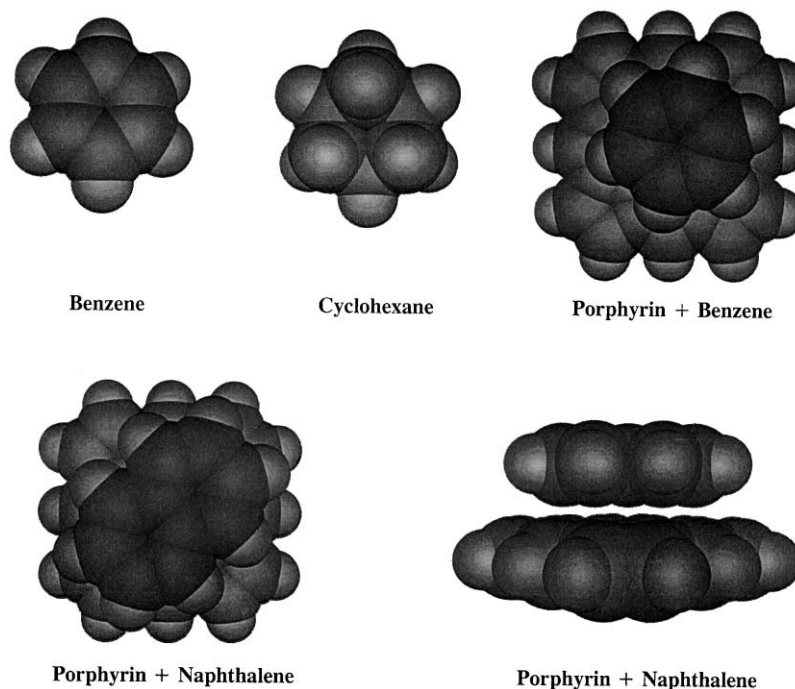 Benzene
Cyclohexane
Porphyrin + Benzene
Porphyrin + Naphthalene
Porphyrin + Naphthalene